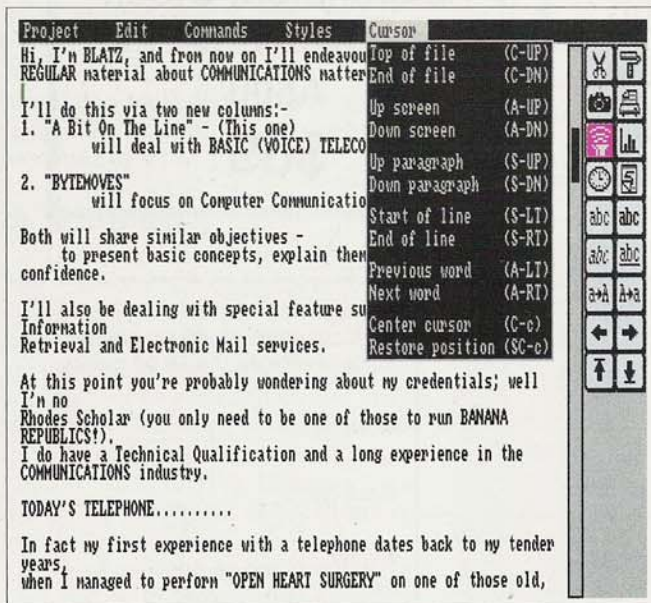 Project Edit Commands Styles Cursor
Hi, I'm BLATZ, and from now on I'll endeavou
REGULAR material about COMMUNICATIONS matter
I'll do this via two new columns:-
1. "A Bit On The Line" - (This one)
will deal with BASIC (VOICE) TELECO
2. "BYTEMOVES"
will focus on Computer Communicatio
Both will share similar objectives -
to present basic concepts, explain them
confidence.
I'll also be dealing with special feature su
Information
Retrieval and Electronic Mail services.
At this point you're probably wondering about my credentials; well
I'm no
Rhodes Scholar (you only need to be one of those to run BANANA
REPUBLICS!).
I do have a Technical Qualification and a long experience in the
COMMUNICATIONS industry.
TODAY'S TELEPHONE..........
In fact my first experience with a telephone dates back to my tender
years,
when I managed to perform "OPEN HEART SURGERY" on one of those old,
Top of file (C-UP)
End of file (C-DN)
Up screen (A-UP)
Down screen (A-DN)
Up paragraph (S-UP)
Down paragraph (S-DN)
Start of line (S-LT)
End of line (S-RT)
Previous word (A-LT)
Next word (A-RT)
Center cursor (C-c)
Restore position (SC-c)
abc abc
abc abc
a→A A→a